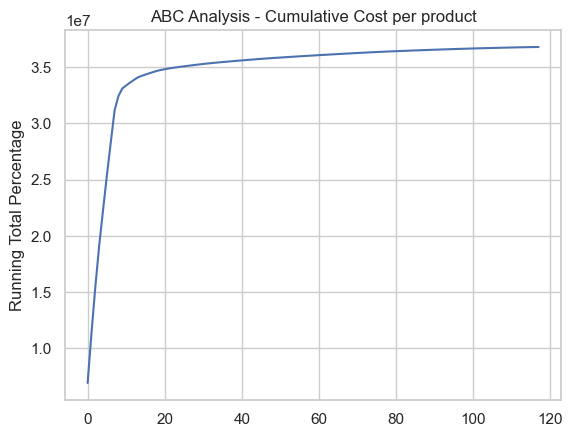 ABC Analysis - Cumulative Cost per product
1e7
3.5
3.0
2.5
2.0
1.5
1.0
Running Total Percentage
0 20 40 60 80 100 120